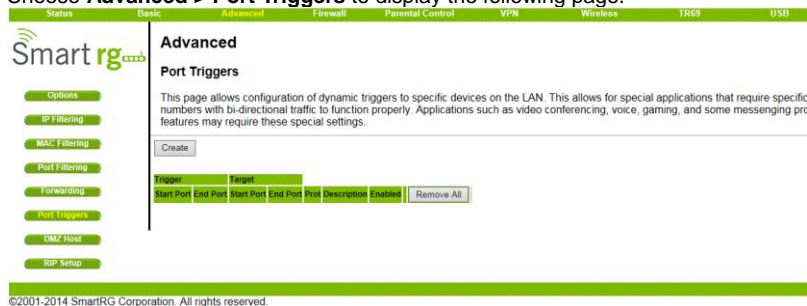 Choose Advanced > Port Triggers to display the following page:
Status Basic Advanced Firewall Parental Control VPN Wireless TR69 USB
Smart rg
Advanced
Port Triggers
Options
IP Filtering
MAC Filtering
Port Filtering
Forwarding
Port Triggers
DMZ Host
RIP Setup
This page allows configuration of dynamic triggers to specific devices on the LAN. This allows for special applications that require specific
numbers with bi-directional traffic to function properly. Applications such as video conferencing, voice, gaming, and some messenging pro
features may require these special settings.
Create
Trigger Target
Start Port End Port Start Port End Port Prot Description Enabled Remove All
©2001-2014 SmartRG Corporation. All rights reserved.